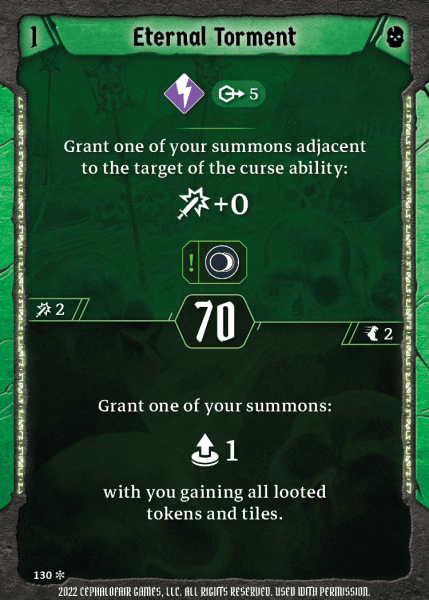 1
Eternal Torment
5
Grant one of your summons adjacent
to the target of the curse ability:
+0
!
2
70
2
Grant one of your summons:
1
with you gaining all looted
tokens and tiles.
130
2022 CEPHALOFAIR GAMES, LLC. ALL RIGHTS RESERVED. USED WITH PERMISSION.